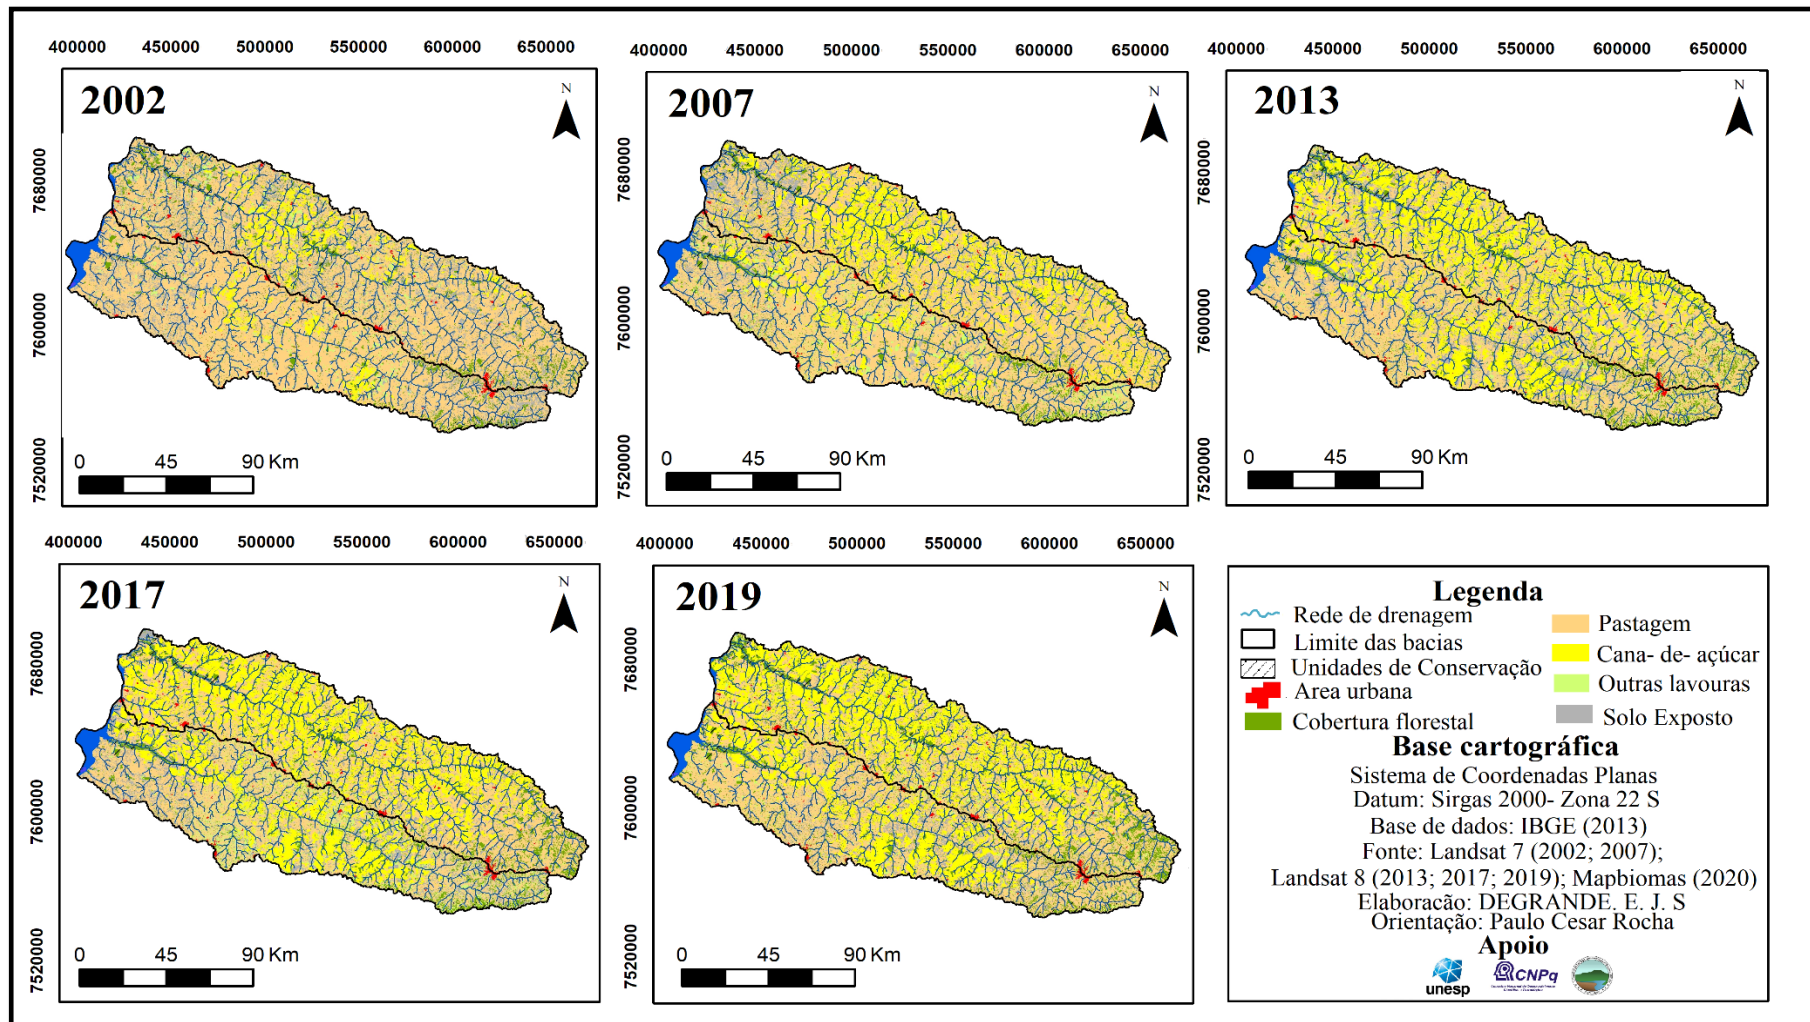 400000 450000 500000 550000 600000 650000
2002
N
7680000
7600000
7520000
0 45 90 Km
400000 450000 500000 550000 600000 650000
2007
N
7680000
7600000
7520000
0 45 90 Km
400000 450000 500000 550000 600000 650000
2013
N
7680000
7600000
7520000
0 45 90 Km
400000 450000 500000 550000 600000 650000
2017
N
7680000
7600000
7520000
0 45 90 Km
400000 450000 500000 550000 600000 650000
2019
N
7680000
7600000
7520000
0 45 90 Km
Legenda
Rede de drenagem
Limite das bacias
Unidades de Conservação
Area urbana
Cobertura florestal
Pastagem
Cana- de- açúcar
Outras lavouras
Solo Exposto
Base cartográfica
Sistema de Coordenadas Planas
Datum: Sirgas 2000- Zona 22 S
Base de dados: IBGE (2013)
Fonte: Landsat 7 (2002; 2007);
Landsat 8 (2013; 2017; 2019); Mapbiomas (2020)
Elaboração: DEGRANDE. E. J. S
Orientação: Paulo Cesar Rocha
Apoio
unesp
CNPq